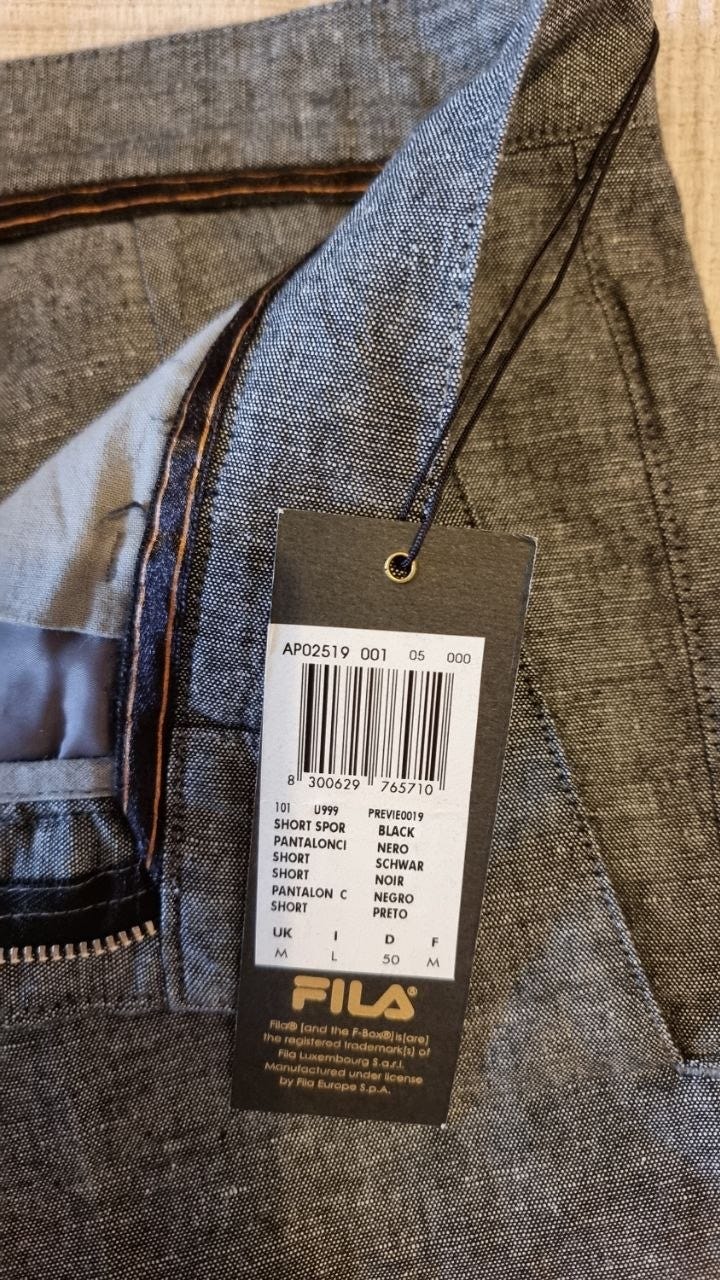 AP02519 001 05 000
8 300629 765710
101 U999 PREVIE0019
SHORT SPOR BLACK
PANTALONCI NERO
SHORT SCHWAR
SHORT NOIR
PANTALON C NEGRO
SHORT PRETO
UK I D F
M L 50 M
FILA®
Fila® [and the F-Box®] is[are]
the registered trademark[s] of
Fila Luxembourg S.a.r.l.
Manufactured under license
by Fila Europe S.p.A.